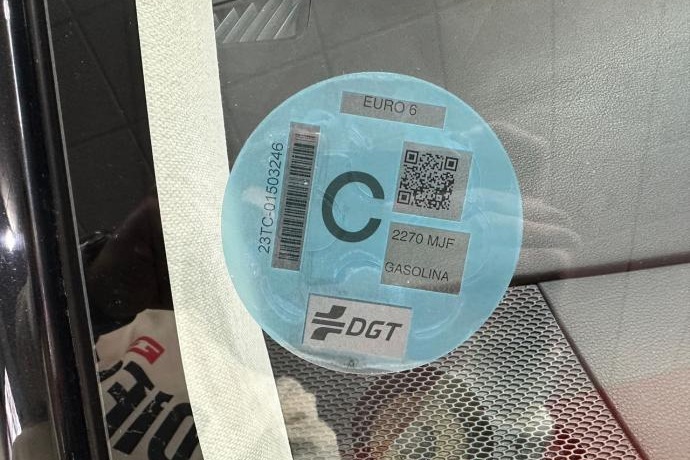 EURO 6
23TC-01503246
C
2270 MJF
GASOLINA
DGT